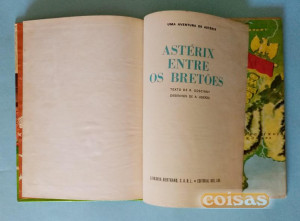 UMA AVENTURA DE ASTÉRIX
ASTÉRIX
ENTRE
OS BRETÕES
TEXTO DE R. GOSCINNY
DESENHOS DE A. UDERZO
coisas